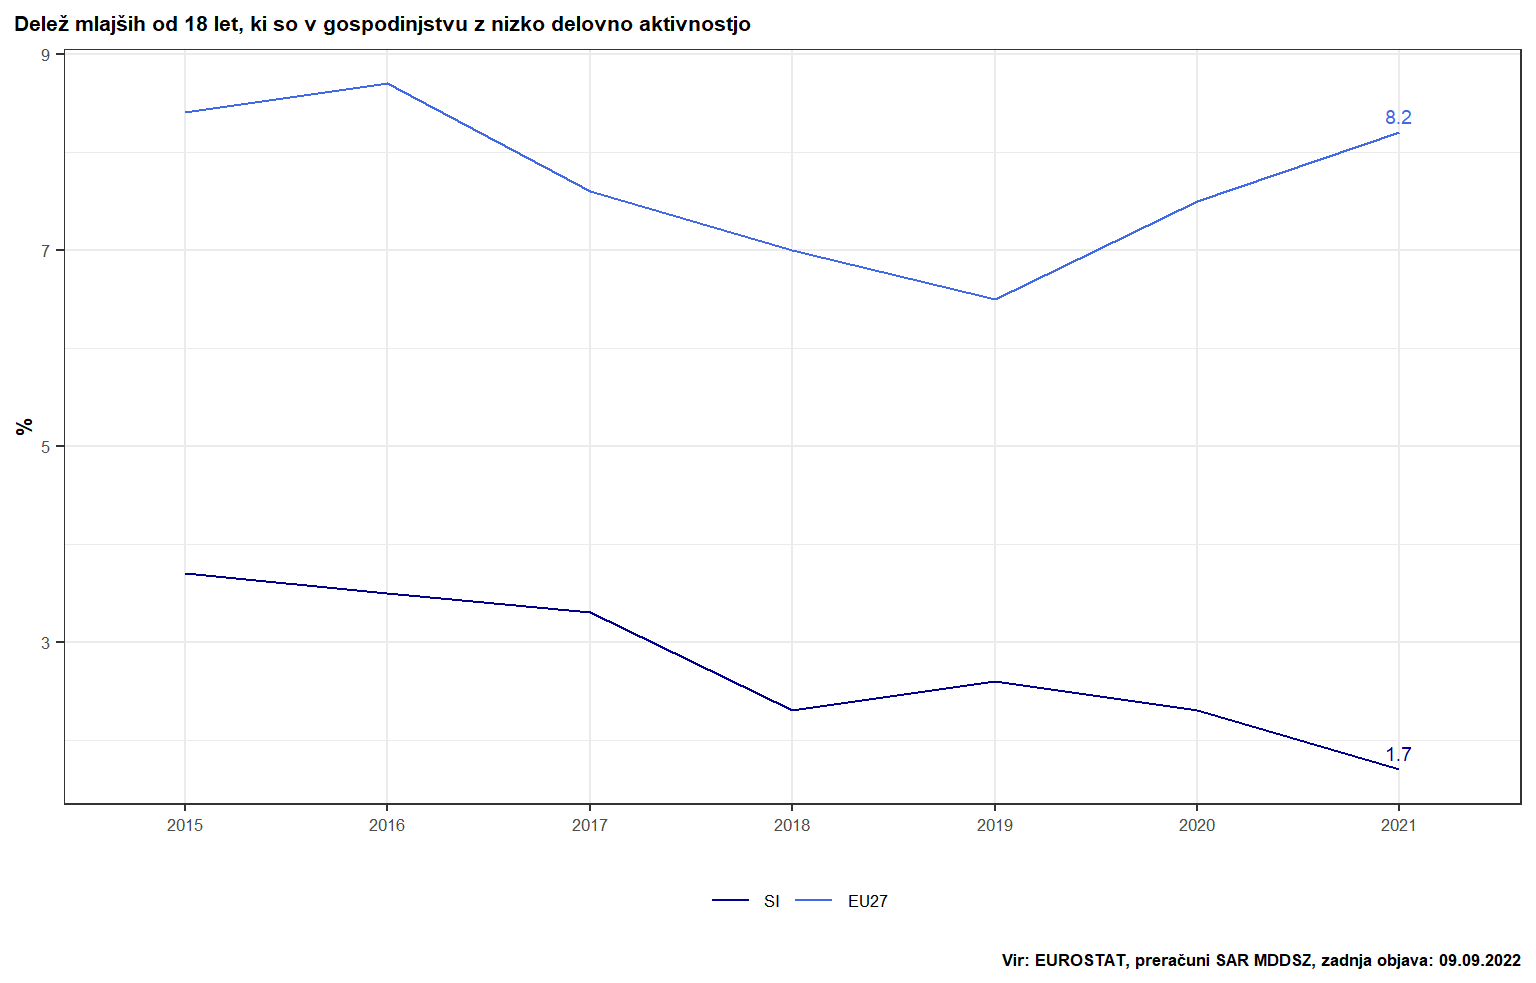 Delež mlajših od 18 let, ki so v gospodinjstvu z nizko delovno aktivnostjo
9
8.2
7
%
5
3
1.7
2015 2016 2017 2018 2019 2020 2021
SI EU27
Vir: EUROSTAT, preračuni SAR MDDSZ, zadnja objava: 09.09.2022